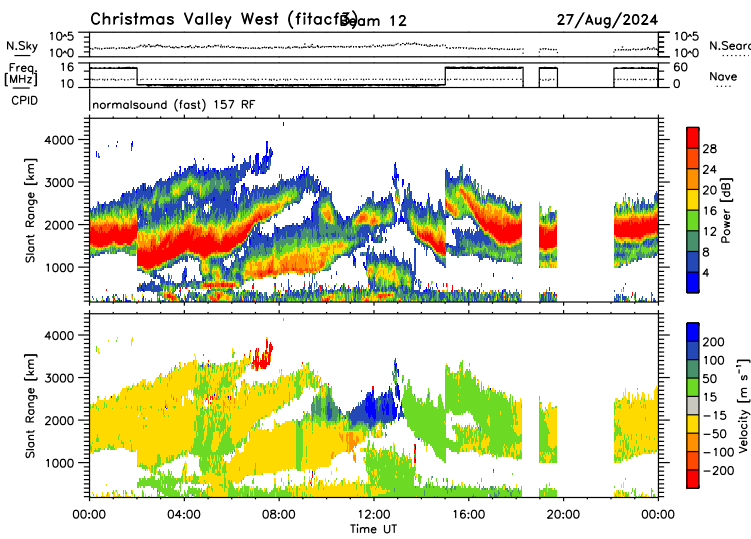 Christmas Valley West (fitacf3) Beam 12 27/Aug/2024
N.Sky 10^5 10^0 10^5 10^0 N.Searc
Freq [MHz] 16 10 60 0 Nave
CPID normalsound (fast) 157 RF
Slant Range [km] 4000 3000 2000 1000
Power [dB] 28 24 20 16 12 8 4
Slant Range [km] 4000 3000 2000 1000
Velocity [m s⁻¹] 200 100 50 15 −15 −50 −100 −200
00:00 04:00 08:00 12:00 16:00 20:00 00:00
Time UT